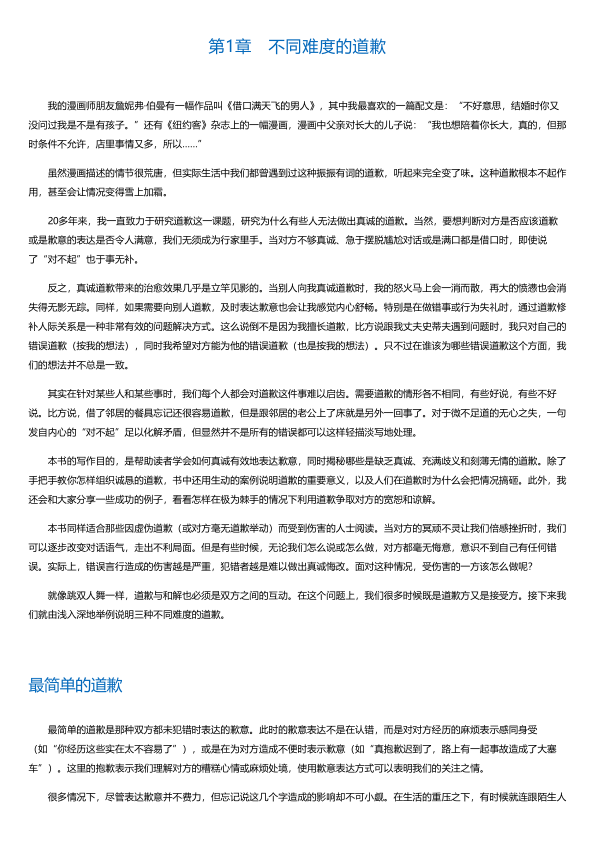 第1章　不同难度的道歉
我的漫画师朋友詹妮弗·伯曼有一幅作品叫《借口满天飞的男人》，其中我最喜欢的一篇配文是：“不好意思，结婚时你又
没问过我是不是有孩子。”还有《纽约客》杂志上的一幅漫画，漫画中父亲对长大的儿子说：“我也想陪着你长大，真的，但那
时条件不允许，店里事情又多，所以……”
虽然漫画描述的情节很荒唐，但实际生活中我们都曾遇到过这种振振有词的道歉，听起来完全变了味。这种道歉根本不起作
用，甚至会让情况变得雪上加霜。
20多年来，我一直致力于研究道歉这一课题，研究为什么有些人无法做出真诚的道歉。当然，要想判断对方是否应该道歉
或是歉意的表达是否令人满意，我们无须成为行家里手。当对方不够真诚、急于摆脱尴尬对话或是满口都是借口时，即使说
了“对不起”也于事无补。
反之，真诚道歉带来的治愈效果几乎是立竿见影的。当别人向我真诚道歉时，我的怒火马上会一消而散，再大的愤懑也会消
失得无影无踪。同样，如果需要向别人道歉，及时表达歉意也会让我感觉内心舒畅。特别是在做错事或行为失礼时，通过道歉修
补人际关系是一种非常有效的问题解决方式。这么说倒不是因为我擅长道歉，比方说跟我丈夫史蒂夫遇到问题时，我只对自己的
错误道歉（按我的想法），同时我希望对方能为他的错误道歉（也是按我的想法）。只不过在谁该为哪些错误道歉这个方面，我
们的想法并不总是一致。
其实在针对某些人和某些事时，我们每个人都会对道歉这件事难以启齿。需要道歉的情形各不相同，有些好说，有些不好
说。比方说，借了邻居的餐具忘记还很容易道歉，但是跟邻居的老公上了床就是另外一回事了。对于微不足道的无心之失，一句
发自内心的“对不起”足以化解矛盾，但显然并不是所有的错误都可以这样轻描淡写地处理。
本书的写作目的，是帮助读者学会如何真诚有效地表达歉意，同时揭秘哪些是缺乏真诚、充满歧义和刻薄无情的道歉。除了
手把手教你怎样组织诚恳的道歉，书中还用生动的案例说明道歉的重要意义，以及人们在道歉时为什么会把情况搞砸。此外，我
还会和大家分享一些成功的例子，看看怎样在极为棘手的情况下利用道歉争取对方的宽恕和谅解。
本书同样适合那些因虚伪道歉（或对方毫无道歉举动）而受到伤害的人士阅读。当对方的冥顽不灵让我们倍感挫折时，我们
可以逐步改变对话语气，走出不利局面。但是有些时候，无论我们怎么说或怎么做，对方都毫无悔意，意识不到自己有任何错
误。实际上，错误言行造成的伤害越是严重，犯错者越是难以做出真诚悔改。面对这种情况，受伤害的一方该怎么做呢？
就像跳双人舞一样，道歉与和解也必须是双方之间的互动。在这个问题上，我们很多时候既是道歉方又是接受方。接下来我
们就由浅入深地举例说明三种不同难度的道歉。
最简单的道歉
最简单的道歉是那种双方都未犯错时表达的歉意。此时的歉意表达不是在认错，而是对对方经历的麻烦表示感同身受
（如“你经历这些实在太不容易了”），或是在为对方造成不便时表示歉意（如“真抱歉迟到了，路上有一起事故造成了大塞
车”）。这里的抱歉表示我们理解对方的糟糕心情或麻烦处境，使用歉意表达方式可以表明我们的关注之情。
很多情况下，尽管表达歉意并不费力，但忘记说这几个字造成的影响却不可小觑。在生活的重压之下，有时候就连跟陌生人